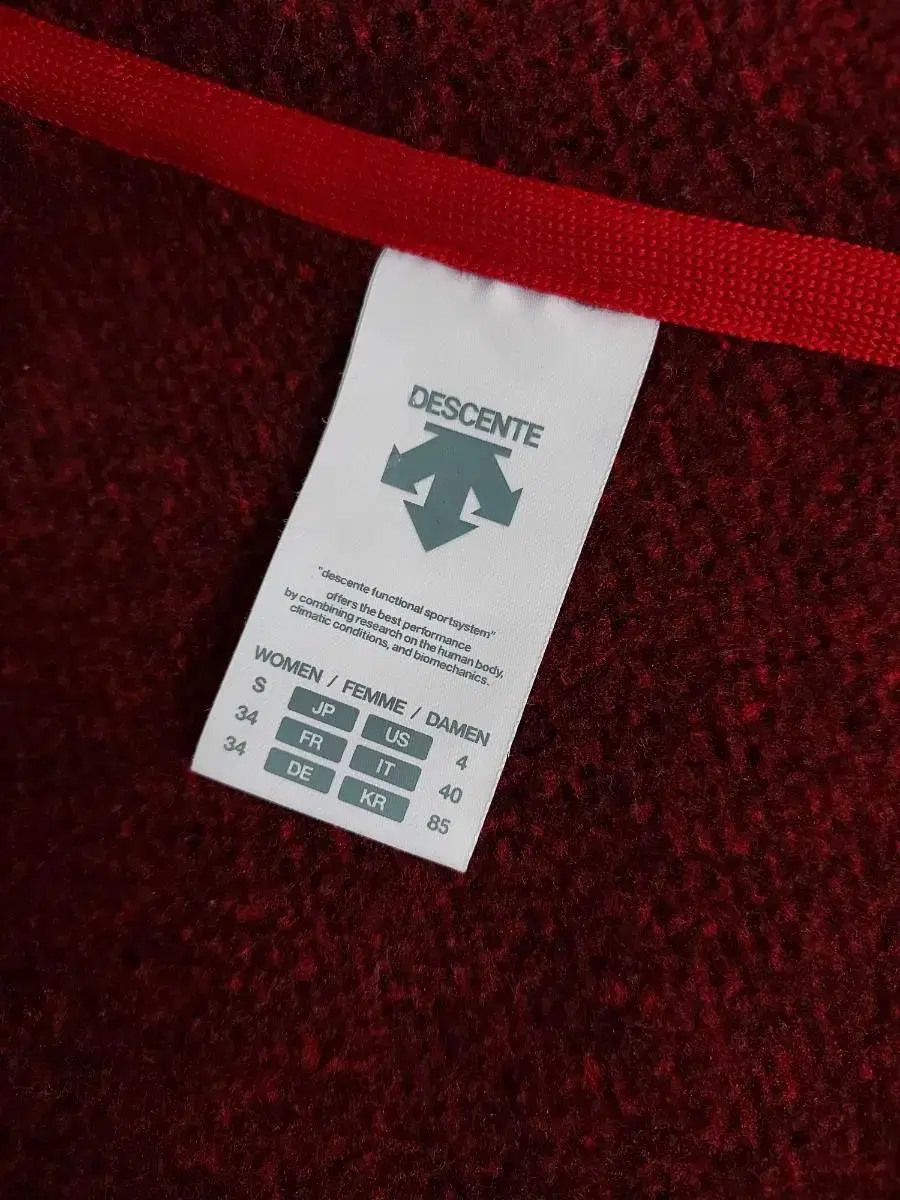 DESCENTE
"descente functional sportsystem"
offers the best performance
by combining research on the human body,
climatic conditions, and biomechanics.
WOMEN / FEMME / DAMEN
S JP US 4
34 FR IT 40
34 DE KR 85